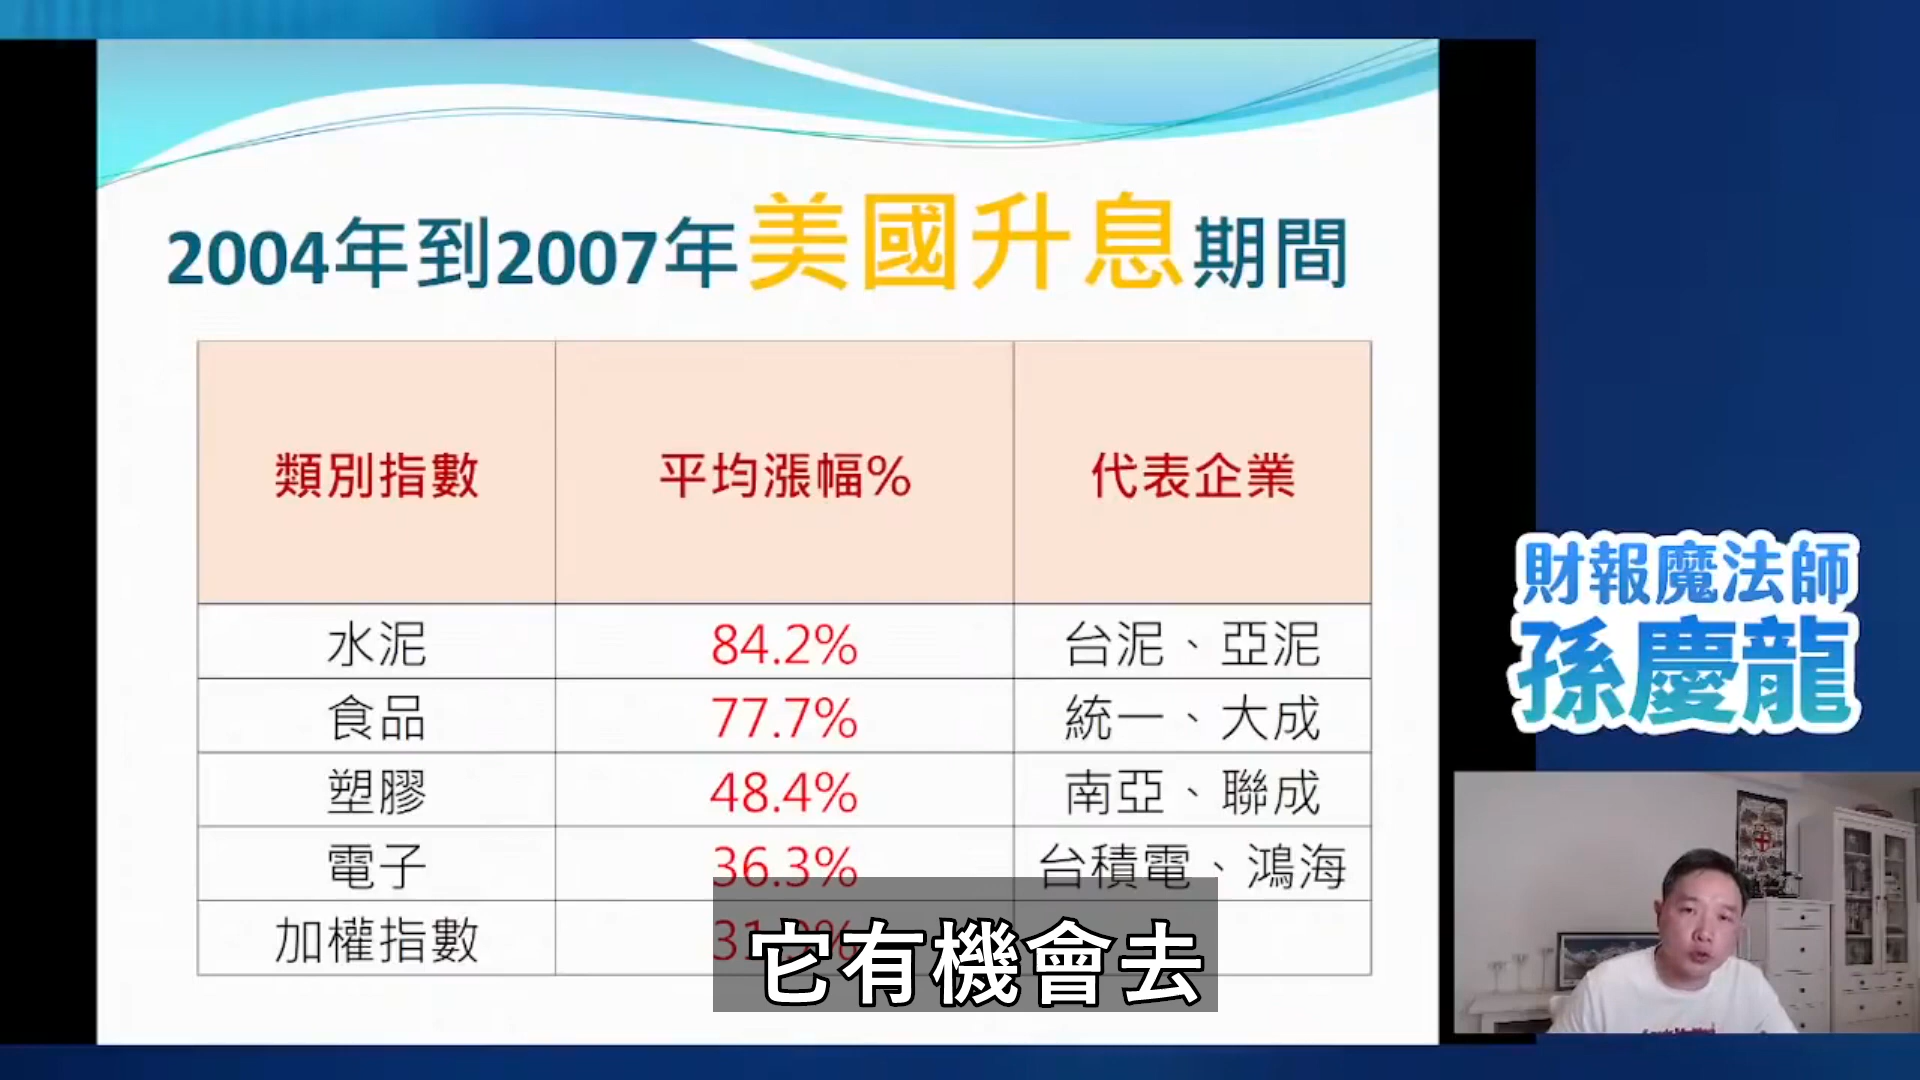 2004年到2007年美國升息期間
類別指數 平均漲幅% 代表企業
水泥 84.2% 台泥、亞泥
食品 77.7% 統一、大成
塑膠 48.4% 南亞、聯成
電子 36.3% 台積電、鴻海
加權指數
它有機會去
財報魔法師
孫慶龍